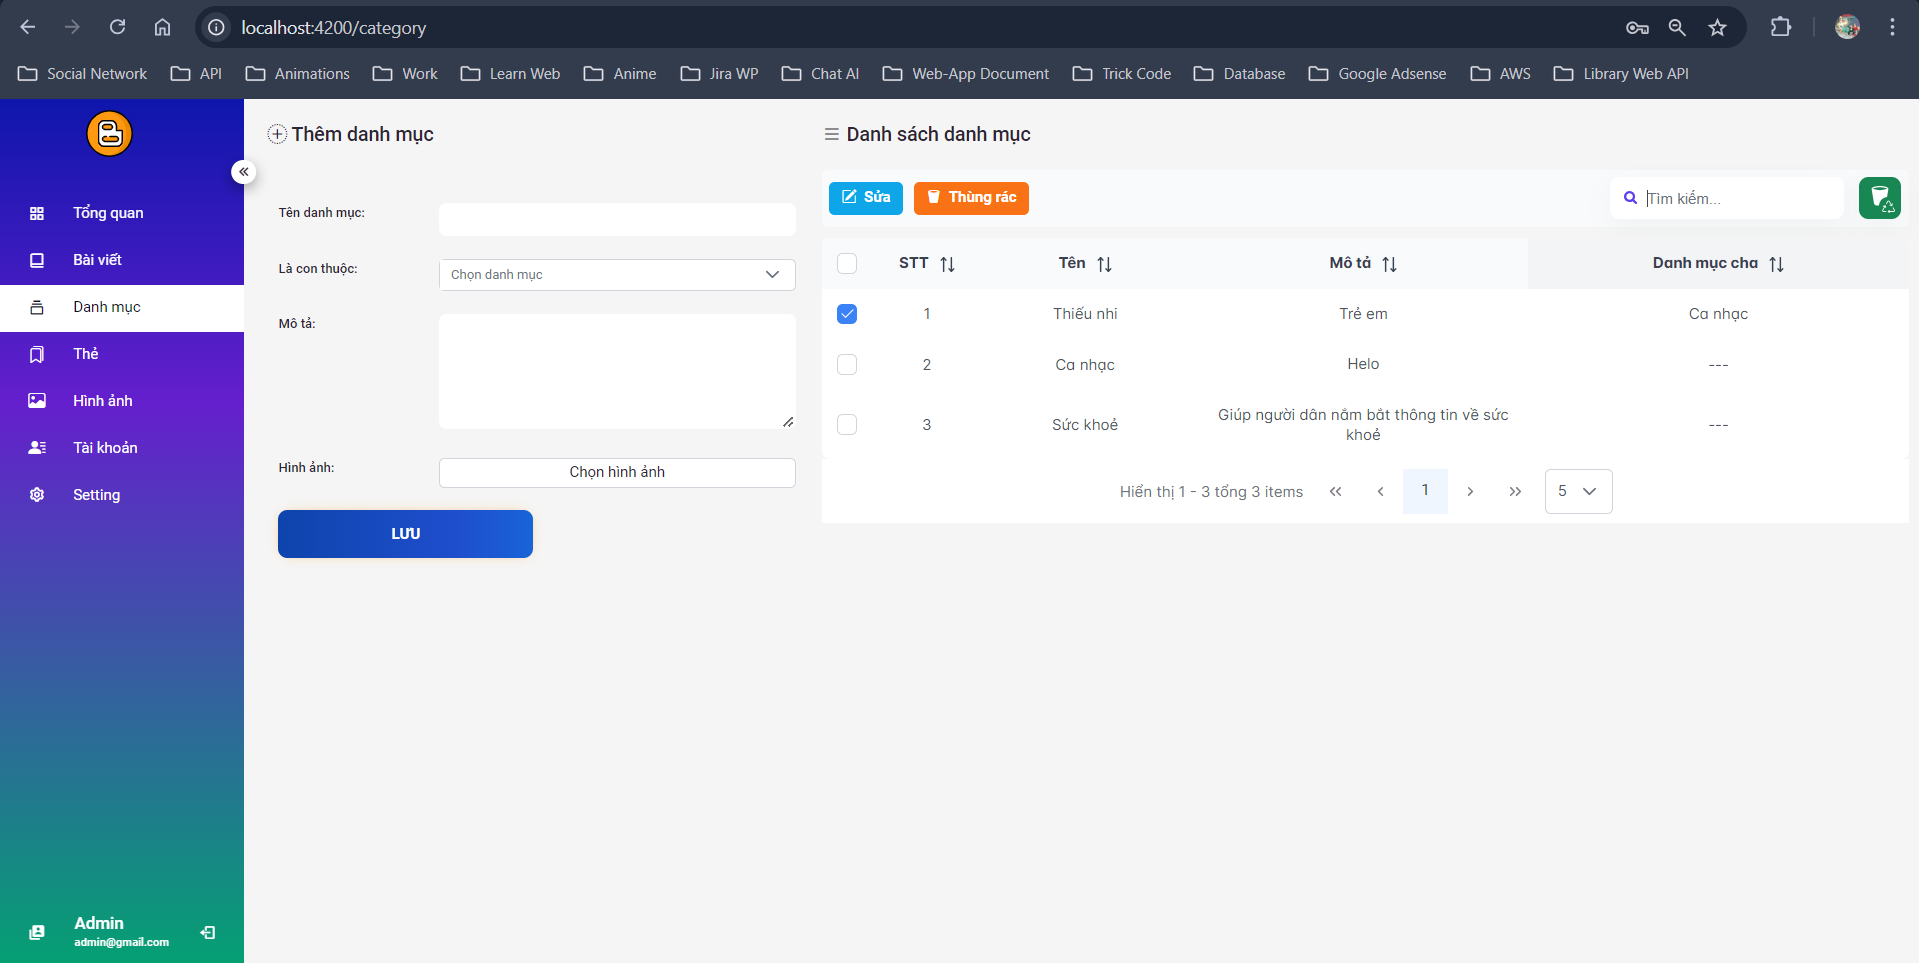 localhost:4200/category
Social Network
API
Animations
Work
Learn Web
Anime
Jira WP
Chat AI
Web-App Document
Trick Code
Database
Google Adsense
AWS
Library Web API
Tổng quan
Bài viết
Danh mục
Thẻ
Hình ảnh
Tài khoản
Setting
Admin
admin@gmail.com
Thêm danh mục
Tên danh mục:
Là con thuộc:
Chọn danh mục
Mô tả:
Hình ảnh:
Chọn hình ảnh
LƯU
Danh sách danh mục
Sửa
Thùng rác
Tìm kiếm...
STT
Tên
Mô tả
Danh mục cha
1
Thiếu nhi
Trẻ em
Ca nhạc
2
Ca nhạc
Helo
---
3
Sức khoẻ
Giúp người dân nắm bắt thông tin về sức
khoẻ
---
Hiển thị 1 - 3 tổng 3 items
1
5